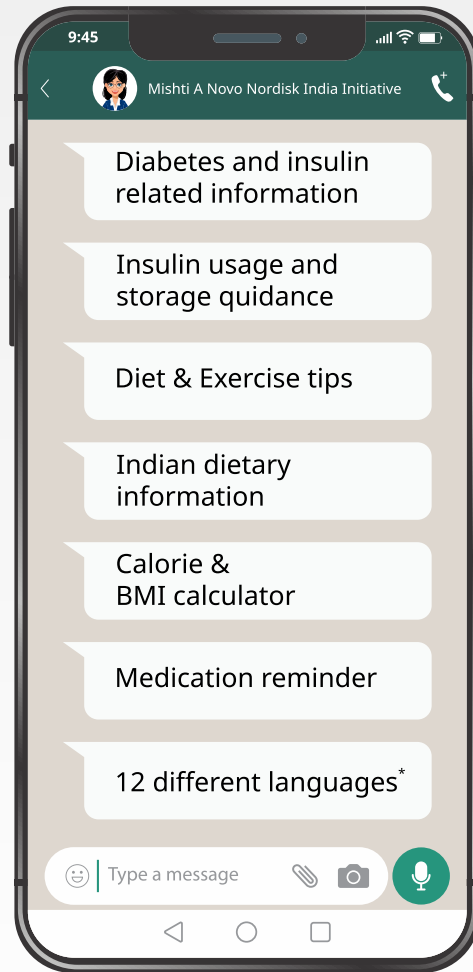 9:45
Mishti A Novo Nordisk India Initiative
Diabetes and insulin
related information
Insulin usage and
storage quidance
Diet & Exercise tips
Indian dietary
information
Calorie &
BMI calculator
Medication reminder
12 different languages*
Type a message